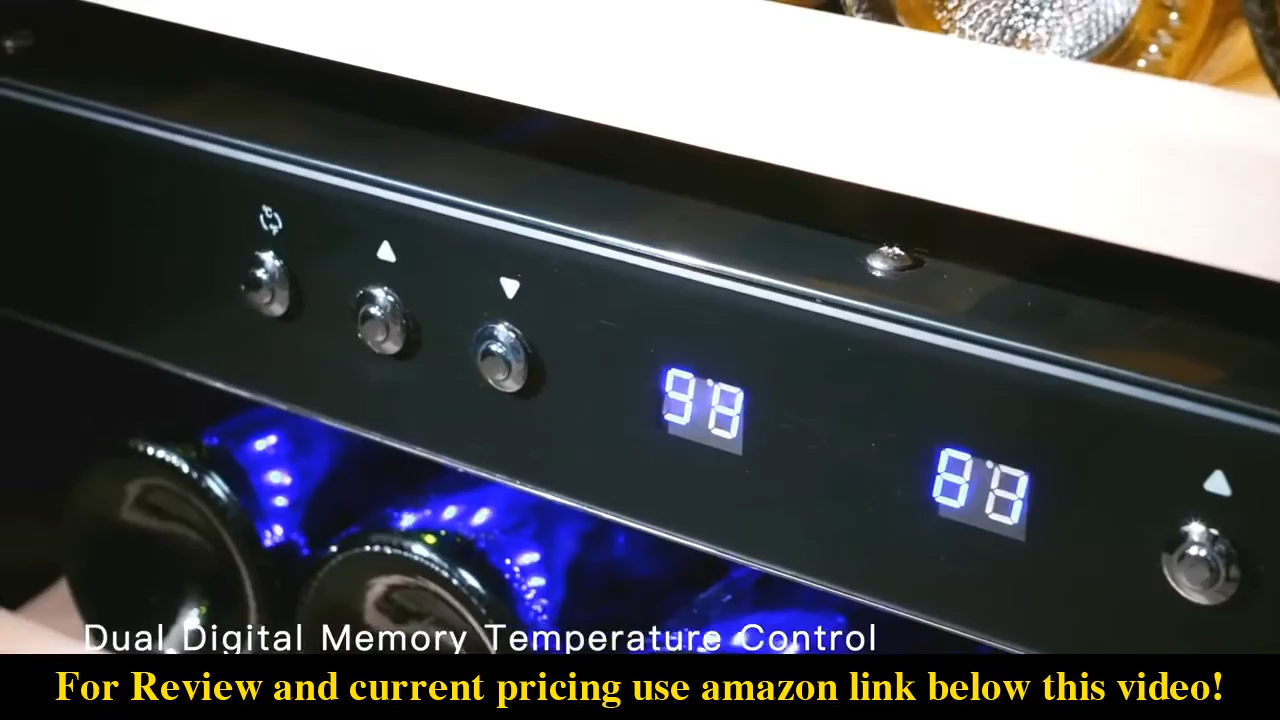 98
88
Dual Digital Memory Temperature Control
For Review and current pricing use amazon link below this video!